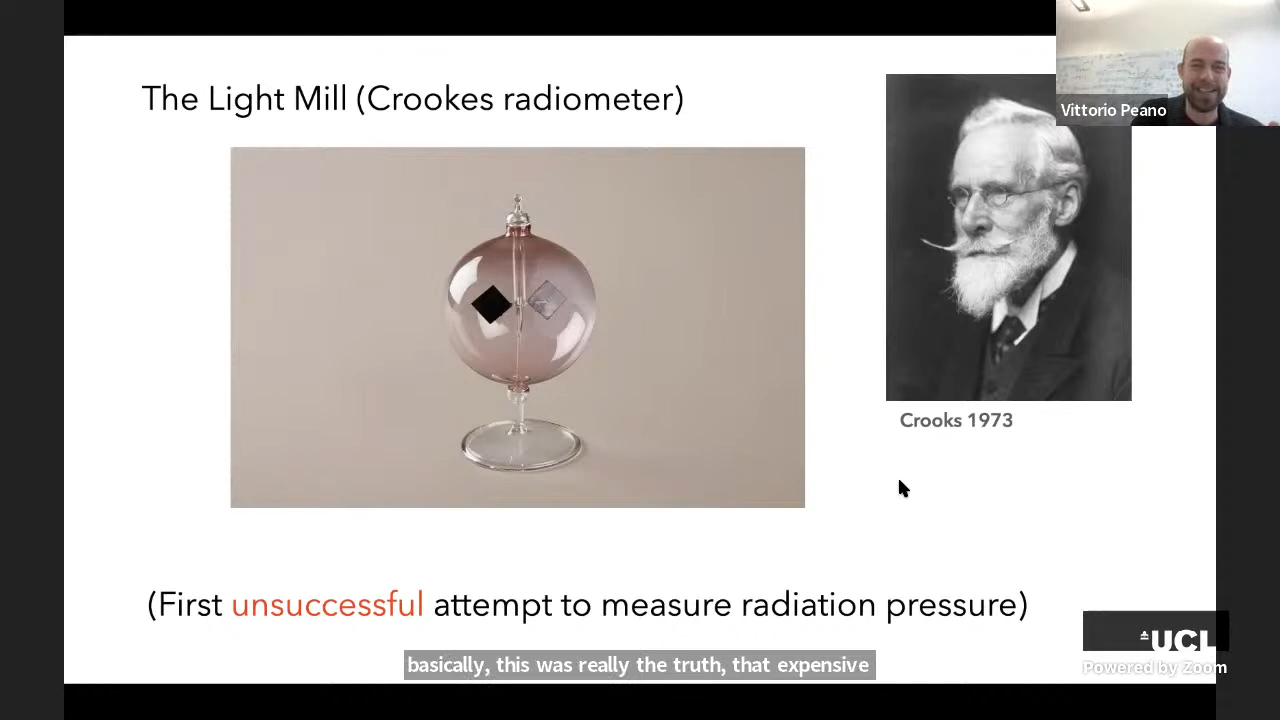 The Light Mill (Crookes radiometer)
Vittorio Peano
Crooks 1973
(First unsuccessful attempt to measure radiation pressure)
UCL
Powered by Zoom
basically, this was really the truth, that expensive